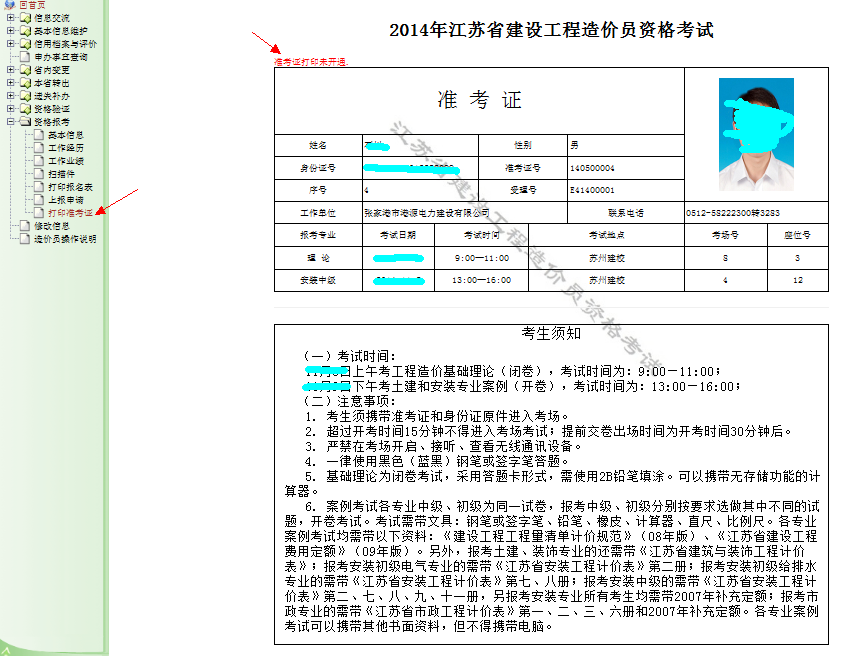 回首页
信息交流
基本信息维护
信用档案与评价
申办事宜查询
省内变更
本省转出
遗失补办
资格验证
资格报考
基本信息
工作经历
工作业绩
扫描件
打印报名表
上报申请
打印准考证
修改信息
造价员操作说明
2014年江苏省建设工程造价员资格考试
准考证打印未开通.
准 考 证
姓名 性别 男
身份证号 准考证号 140500004
序号 4 受理号 E41400001
工作单位 张家港市港源电力建设有限公司 联系电话 0512-58222300转3283
报考专业 考试日期 考试时间 考试地点 考场号 座位号
理 论 9:00—11:00 苏州建校 8 3
安装中级 13:00—16:00 苏州建校 4 12
江苏省建设工程造价员资格考试
考生须知
（一）考试时间：
上午考工程造价基础理论（闭卷），考试时间为：9:00－11:00；
下午考土建和安装专业案例（开卷），考试时间为：13:00－16:00；
（二）注意事项：
1. 考生须携带准考证和身份证原件进入考场。
2. 超过开考时间15分钟不得进入考场考试；提前交卷出场时间为开考时间30分钟后。
3. 严禁在考场开启、接听、查看无线通讯设备。
4. 一律使用黑色（蓝黑）钢笔或签字笔答题。
5. 基础理论为闭卷考试，采用答题卡形式，需使用2B铅笔填涂。可以携带无存储功能的计
算器。
6. 案例考试各专业中级、初级为同一试卷，报考中级、初级分别按要求选做其中不同的试
题，开卷考试。考试需带文具：钢笔或签字笔、铅笔、橡皮、计算器、直尺、比例尺。各专业
案例考试均需带以下资料：《建设工程工程量清单计价规范》（08年版）、《江苏省建设工程
费用定额》（09年版）。另外，报考土建、装饰专业的还需带《江苏省建筑与装饰工程计价
表》；报考安装初级电气专业的需带《江苏省安装工程计价表》第二册；报考安装初级给排水
专业的需带《江苏省安装工程计价表》第七、八册；报考安装中级的需带《江苏省安装工程计
价表》第二、七、八、九、十一册，另报考安装专业所有考生均需带2007年补充定额；报考市
政专业的需带《江苏省市政工程计价表》第一、二、三、六册和2007年补充定额。各专业案例
考试可以携带其他书面资料，但不得携带电脑。